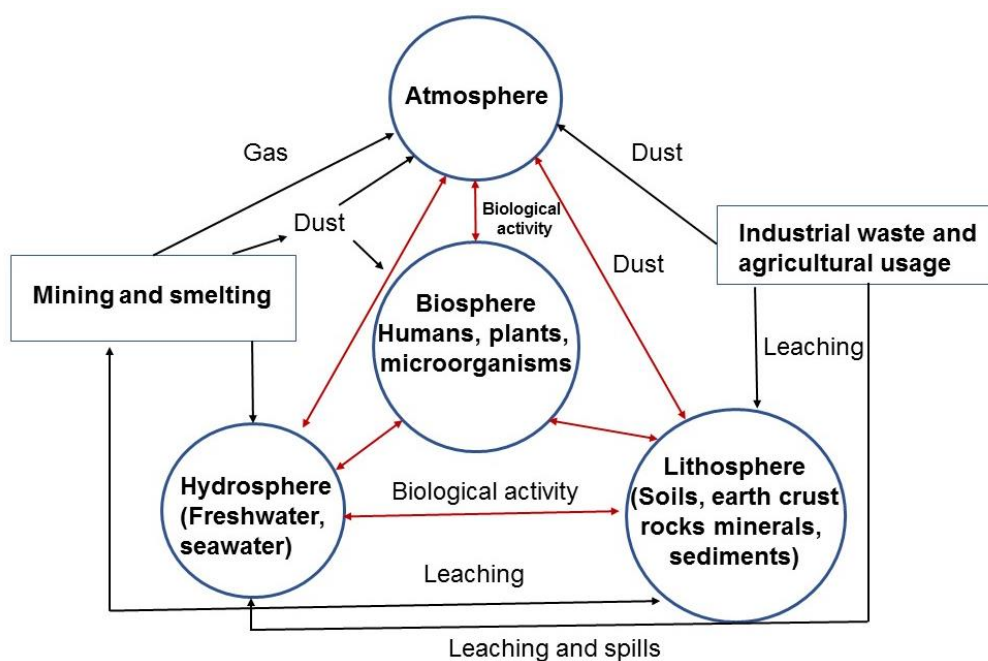 Atmosphere
Gas
Dust
Dust
Biological
activity
Industrial waste and
agricultural usage
Dust
Mining and smelting
Biosphere
Humans, plants,
microorganisms
Leaching
Hydrosphere
(Freshwater,
seawater)
Biological activity
Lithosphere
(Soils, earth crust
rocks minerals,
sediments)
Leaching
Leaching and spills